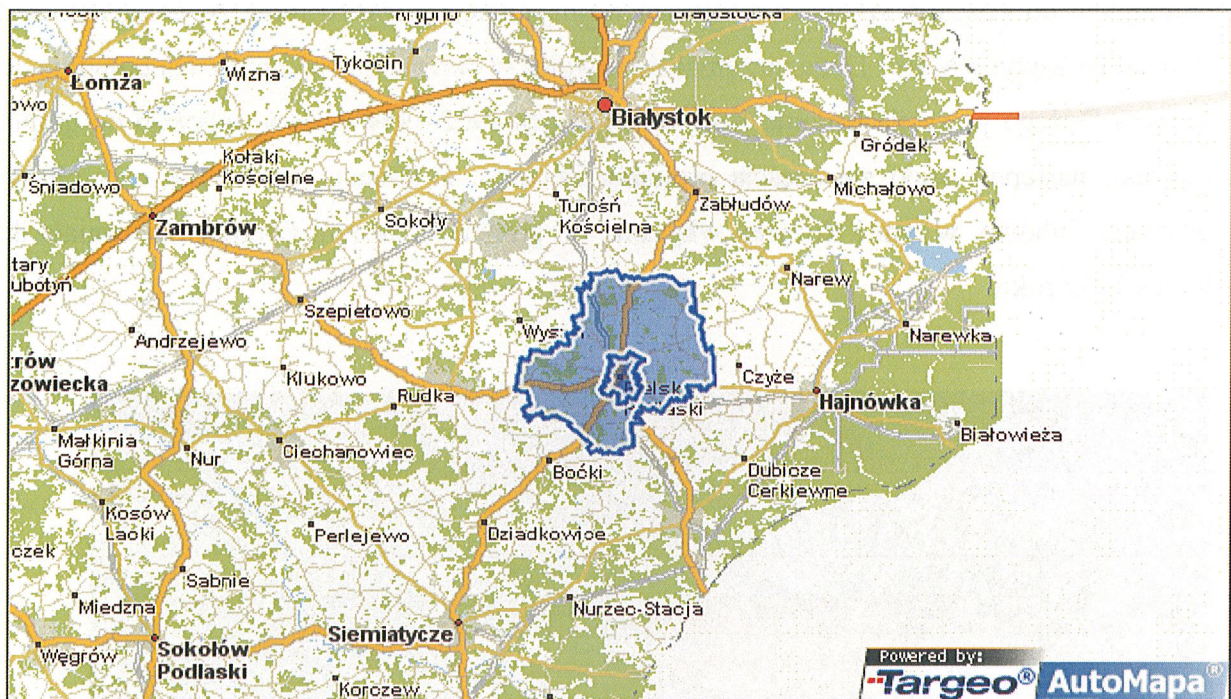 Krypno
Białostocka
Tykocin
Wizna
Łomża
Białystok
Gródek
Kołaki
Kościelne
Śniadowo
Michałowo
Zabłudów
Turośń
Kościelna
Sokoły
Zambrów
Narew
Szepietowo
Narewka
Andrzejewo
Klukowo
Czyże
Rudka
Hajnówka
Białowieża
Małkinia
Górna
Nur
Ciechanowiec
Boćki
Dubicze
Cerkiewne
Kosów
Lacki
Perlejewo
Dziadkowice
Sabnie
Miedzna
Nurzec-Stacja
Siemiatycze
Sokołów
Podlaski
Węgrów
Korczew
Powered by:
Targeo® AutoMapa®